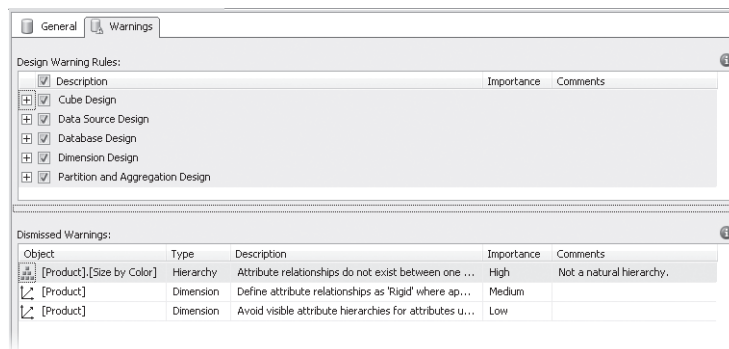 General Warnings
Design Warning Rules:
Description Importance Comments
Cube Design
Data Source Design
Database Design
Dimension Design
Partition and Aggregation Design
Dismissed Warnings:
Object Type Description Importance Comments
[Product].[Size by Color] Hierarchy Attribute relationships do not exist between one ... High Not a natural hierarchy.
[Product] Dimension Define attribute relationships as 'Rigid' where ap... Medium
[Product] Dimension Avoid visible attribute hierarchies for attributes u... Low